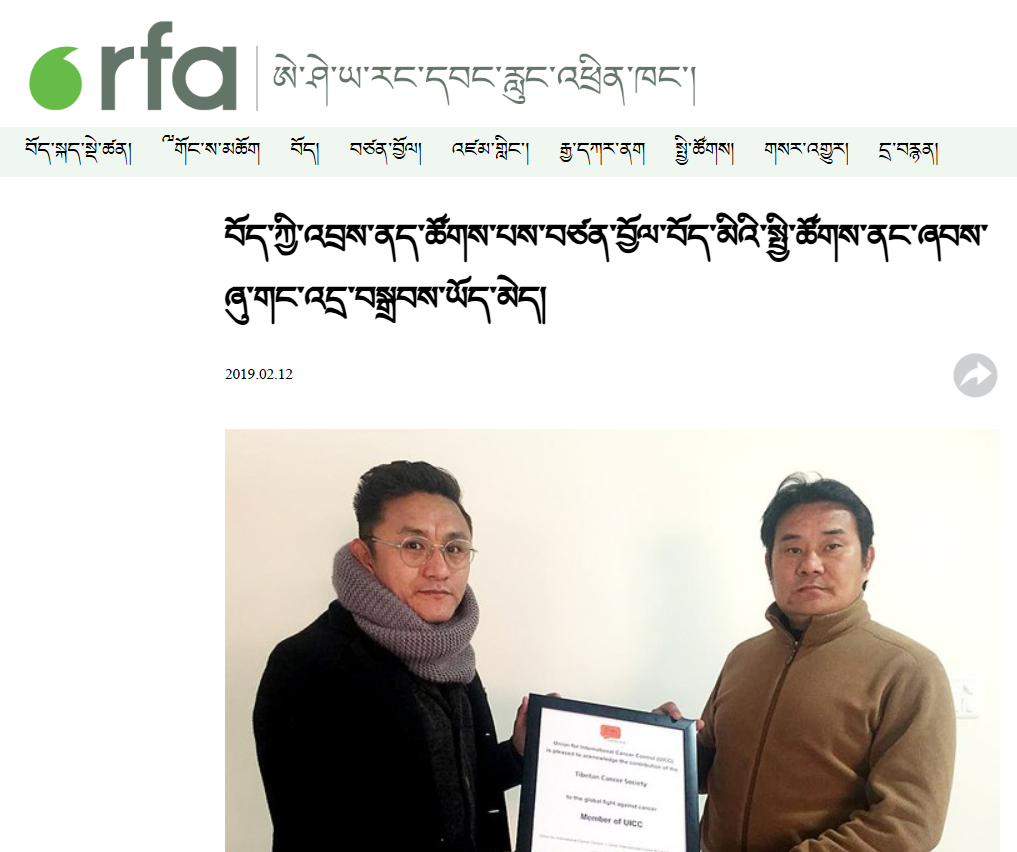 rfa
ཨེ་ཤེ་ཡ་རང་དབང་རླུང་འཕྲིན་ཁང་།
བོད་སྐད་སྡེ་ཚན། ༸གོང་ས་མཆོག བོད། བཙན་བྱོལ། འཛམ་གླིང་། རྒྱ་དཀར་ནག སྤྱི་ཚོགས། གསར་འགྱུར། དྲ་བརྙན།
བོད་ཀྱི་འབྲས་ནད་ཚོགས་པས་བཙན་བྱོལ་བོད་མིའི་སྤྱི་ཚོགས་ནང་ཞབས་
ཞུ་གང་འདྲ་བསྒྲུབས་ཡོད་མེད།
2019.02.12
Union for International Cancer Control (UICC)
is pleased to acknowledge the contribution of the
Tibetan Cancer Society
to the global fight against cancer
Member of UICC